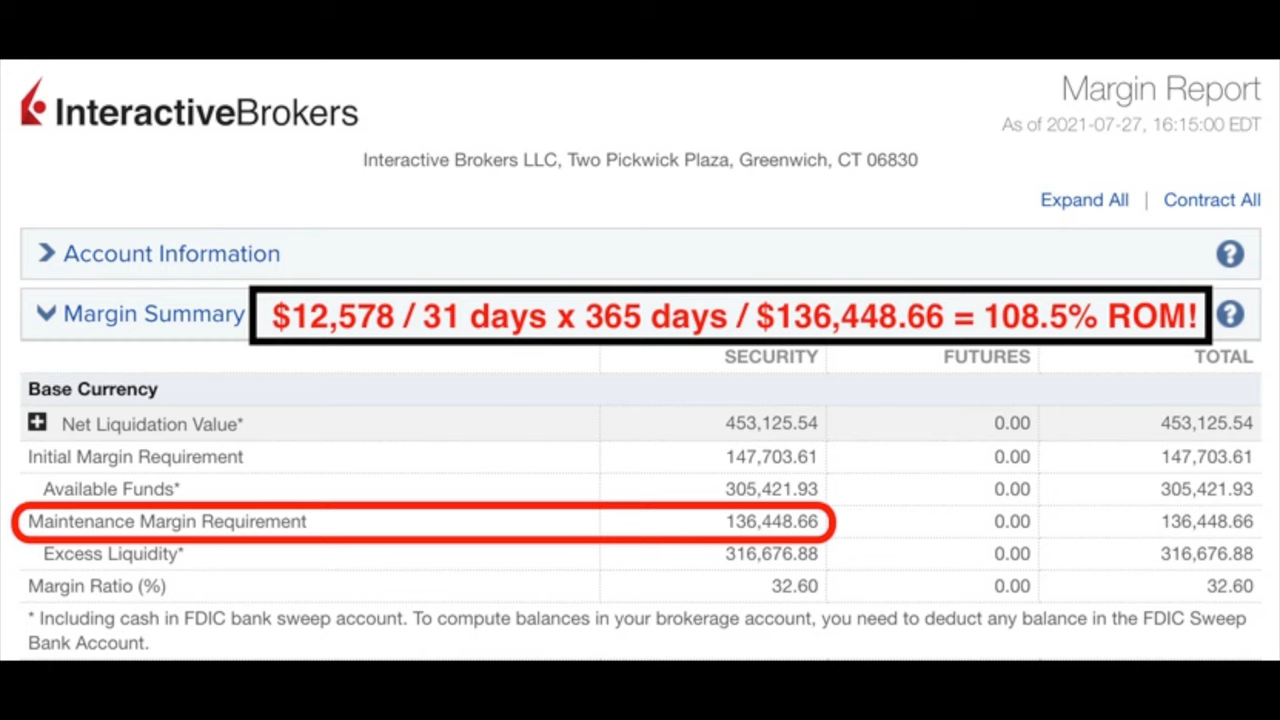 InteractiveBrokers
Margin Report
As of 2021-07-27, 16:15:00 EDT
Interactive Brokers LLC, Two Pickwick Plaza, Greenwich, CT 06830
Expand All | Contract All
Account Information ?
Margin Summary $12,578 / 31 days x 365 days / $136,448.66 = 108.5% ROM! ?
SECURITY FUTURES TOTAL
Base Currency
Net Liquidation Value* 453,125.54 0.00 453,125.54
Initial Margin Requirement 147,703.61 0.00 147,703.61
Available Funds* 305,421.93 0.00 305,421.93
Maintenance Margin Requirement 136,448.66 0.00 136,448.66
Excess Liquidity* 316,676.88 0.00 316,676.88
Margin Ratio (%) 32.60 0.00 32.60
* Including cash in FDIC bank sweep account. To compute balances in your brokerage account, you need to deduct any balance in the FDIC Sweep
Bank Account.